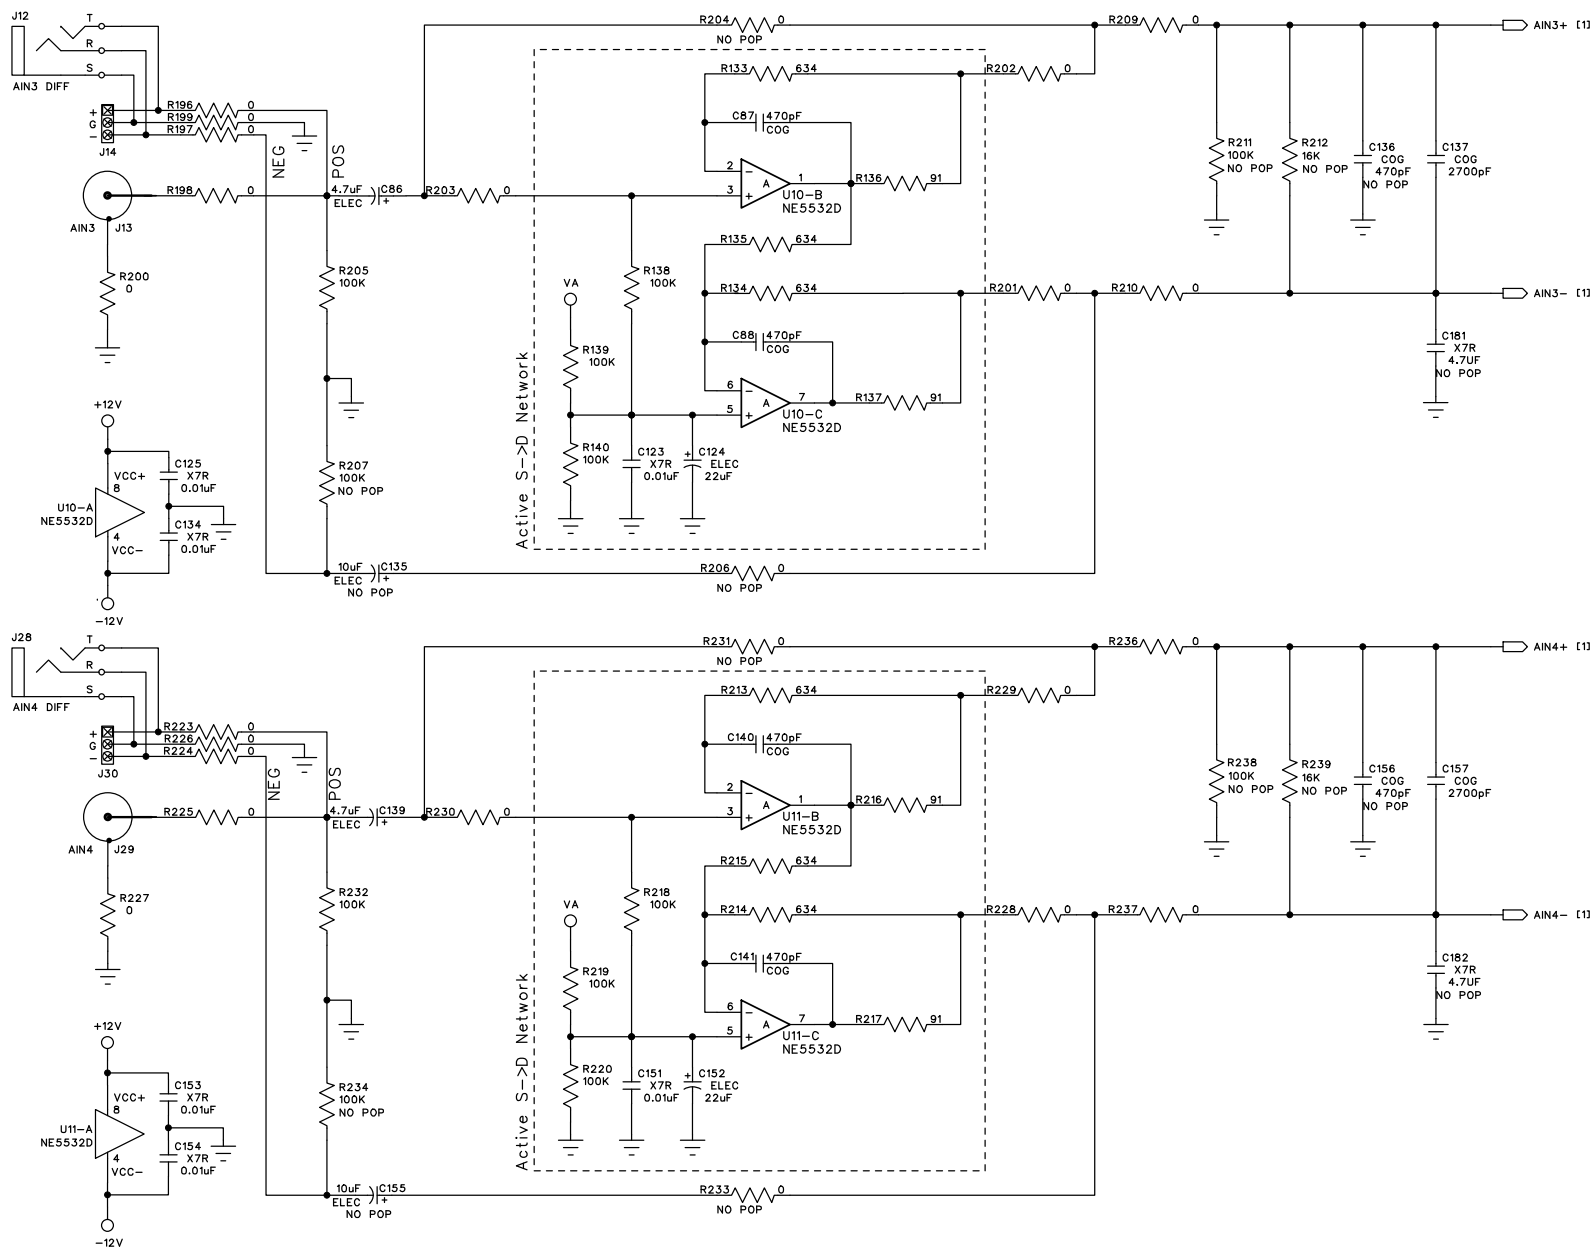 J12
T
R
S
AIN3 DIFF
+
G
-
J14
R196 0
R199 0
R197 0
NEG
POS
R198 0
AIN3 J13
R200
0
4.7uF C86
ELEC +
R203 0
R204 0
NO POP
R209 0
AIN3+ [1]
R133 634
R202 0
C87 470pF
COG
2 -
3 +
A
1
U10-B
NE5532D
R136 91
R135 634
R134 634
R201 0
R210 0
AIN3- [1]
R205
100K
R138
100K
VA
R139
100K
R140
100K
C88 470pF
COG
6 -
5 +
A
7
U10-C
NE5532D
R137 91
C123
X7R
0.01uF
+ C124
ELEC
22uF
Active S->D Network
R211
100K
NO POP
R212
16K
NO POP
C136
COG
470pF
NO POP
C137
COG
2700pF
C181
X7R
4.7UF
NO POP
R207
100K
NO POP
+12V
VCC+
8
U10-A
NE5532D
4
VCC-
-12V
C125
X7R
0.01uF
C134
X7R
0.01uF
10uF C135
ELEC +
NO POP
R206 0
NO POP
J28
T
R
S
AIN4 DIFF
+
G
-
J30
R223 0
R226 0
R224 0
NEG
POS
R225 0
AIN4 J29
R227
0
4.7uF C139
ELEC +
R230 0
R231 0
NO POP
R236 0
AIN4+ [1]
R213 634
R229 0
C140 470pF
COG
2 -
3 +
A
1
U11-B
NE5532D
R216 91
R215 634
R214 634
R228 0
R237 0
AIN4- [1]
R232
100K
R218
100K
VA
R219
100K
R220
100K
C141 470pF
COG
6 -
5 +
A
7
U11-C
NE5532D
R217 91
C151
X7R
0.01uF
+ C152
ELEC
22uF
Active S->D Network
R238
100K
NO POP
R239
16K
NO POP
C156
COG
470pF
NO POP
C157
COG
2700pF
C182
X7R
4.7UF
NO POP
R234
100K
NO POP
+12V
VCC+
8
U11-A
NE5532D
4
VCC-
-12V
C153
X7R
0.01uF
C154
X7R
0.01uF
10uF C155
ELEC +
NO POP
R233 0
NO POP